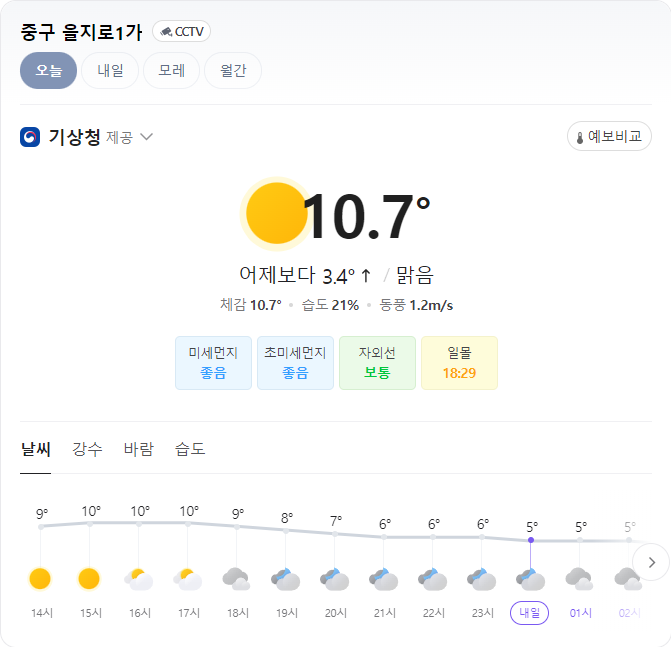 중구 을지로1가 CCTV
오늘 내일 모레 월간
기상청 제공 예보비교
10.7°
어제보다 3.4° ↑ / 맑음
체감 10.7° • 습도 21% • 동풍 1.2m/s
미세먼지 초미세먼지 자외선 일몰
좋음 좋음 보통 18:29
날씨 강수 바람 습도
9° 10° 10° 10° 9° 8° 7° 6° 6° 6° 5° 5° 5°
14시 15시 16시 17시 18시 19시 20시 21시 22시 23시 내일 01시 02시